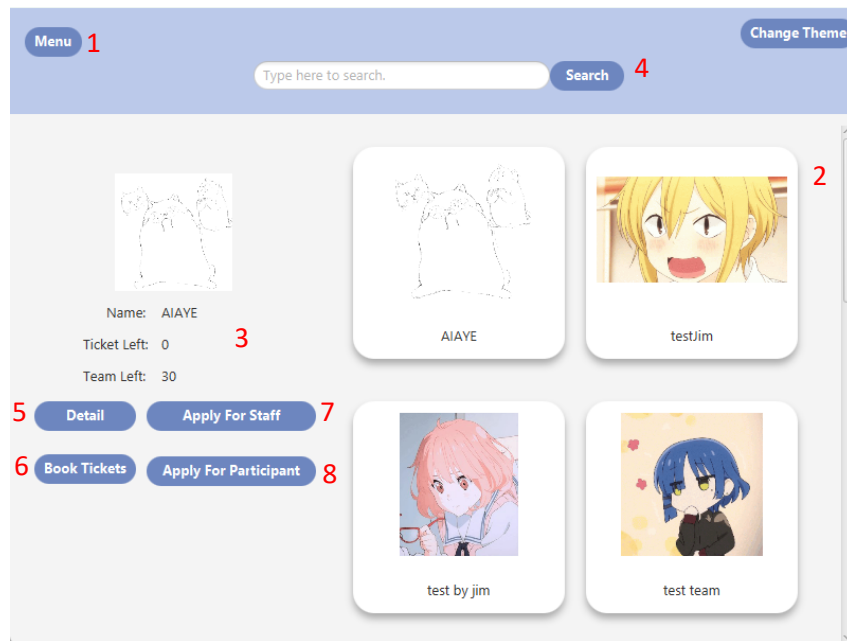 Menu 1
Change Theme
Type here to search. Search 4
2
AIAYE
testJim
Name: AIAYE
Ticket Left: 0
3
Team Left: 30
5 Detail Apply For Staff 7
6 Book Tickets Apply For Participant 8
test by jim
test team